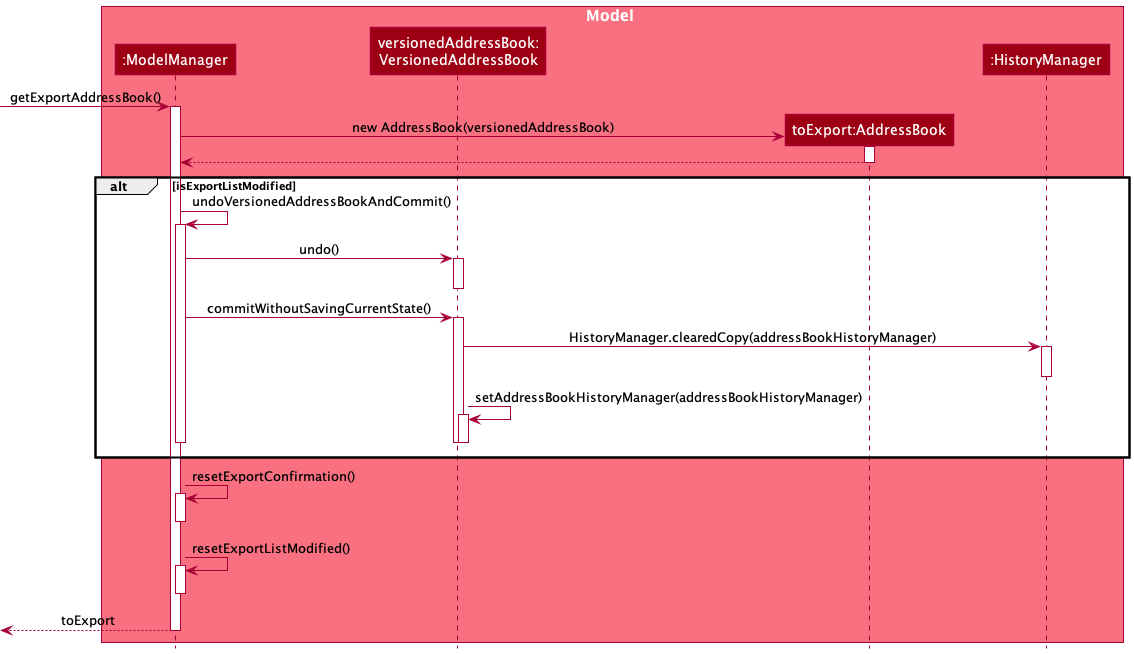 Model
:ModelManager
versionedAddressBook:
VersionedAddressBook
:HistoryManager
getExportAddressBook()
new AddressBook(versionedAddressBook)
toExport:AddressBook
alt
[isExportListModified]
undoVersionedAddressBookAndCommit()
undo()
commitWithoutSavingCurrentState()
HistoryManager.clearedCopy(addressBookHistoryManager)
setAddressBookHistoryManager(addressBookHistoryManager)
resetExportConfirmation()
resetExportListModified()
toExport